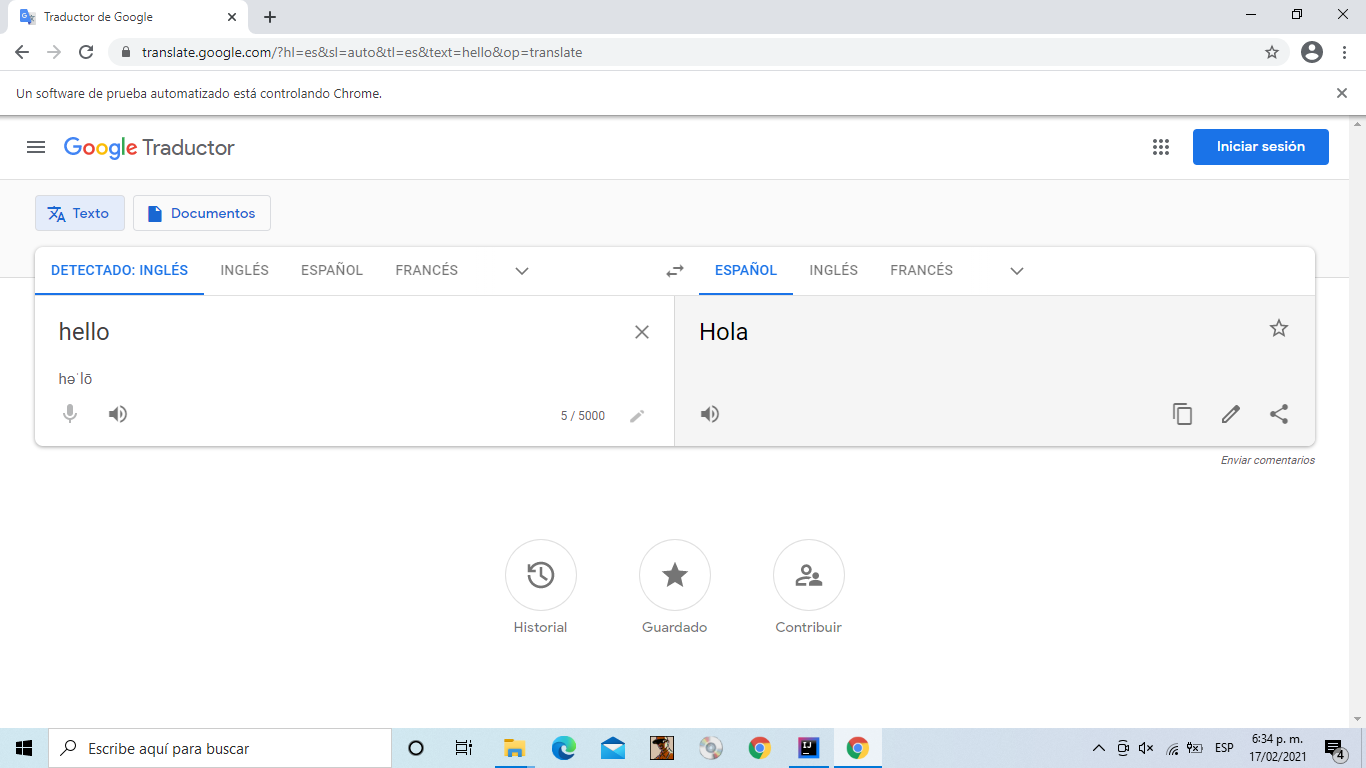 Traductor de Google
translate.google.com/?hl=es&sl=auto&tl=es&text=hello&op=translate
Un software de prueba automatizado está controlando Chrome.
Google Traductor
Iniciar sesión
Texto
Documentos
DETECTADO: INGLÉS INGLÉS ESPAÑOL FRANCÉS
ESPAÑOL INGLÉS FRANCÉS
hello
həˈlō
5 / 5000
Hola
Enviar comentarios
Historial
Guardado
Contribuir
Escribe aquí para buscar
ESP
6:34 p. m.
17/02/2021
4